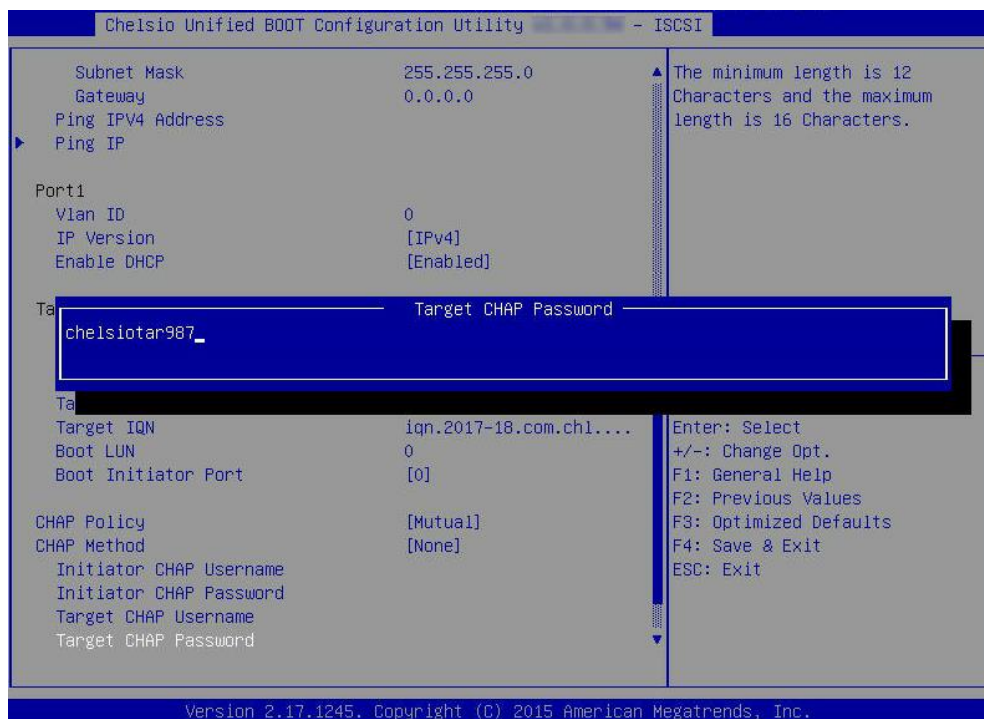 Chelsio Unified BOOT Configuration Utility - ISCSI
Subnet Mask 255.255.255.0
Gateway 0.0.0.0
Ping IPV4 Address
Ping IP
Port1
Vlan ID 0
IP Version [IPv4]
Enable DHCP [Enabled]
The minimum length is 12
Characters and the maximum
length is 16 Characters.
Ta
Target CHAP Password
chelsiotar987_
Ta
Target IQN iqn.2017-18.com.chl....
Boot LUN 0
Boot Initiator Port [0]
CHAP Policy [Mutual]
CHAP Method [None]
Initiator CHAP Username
Initiator CHAP Password
Target CHAP Username
Target CHAP Password
Enter: Select
+/-: Change Opt.
F1: General Help
F2: Previous Values
F3: Optimized Defaults
F4: Save & Exit
ESC: Exit
Version 2.17.1245. Copyright (C) 2015 American Megatrends, Inc.